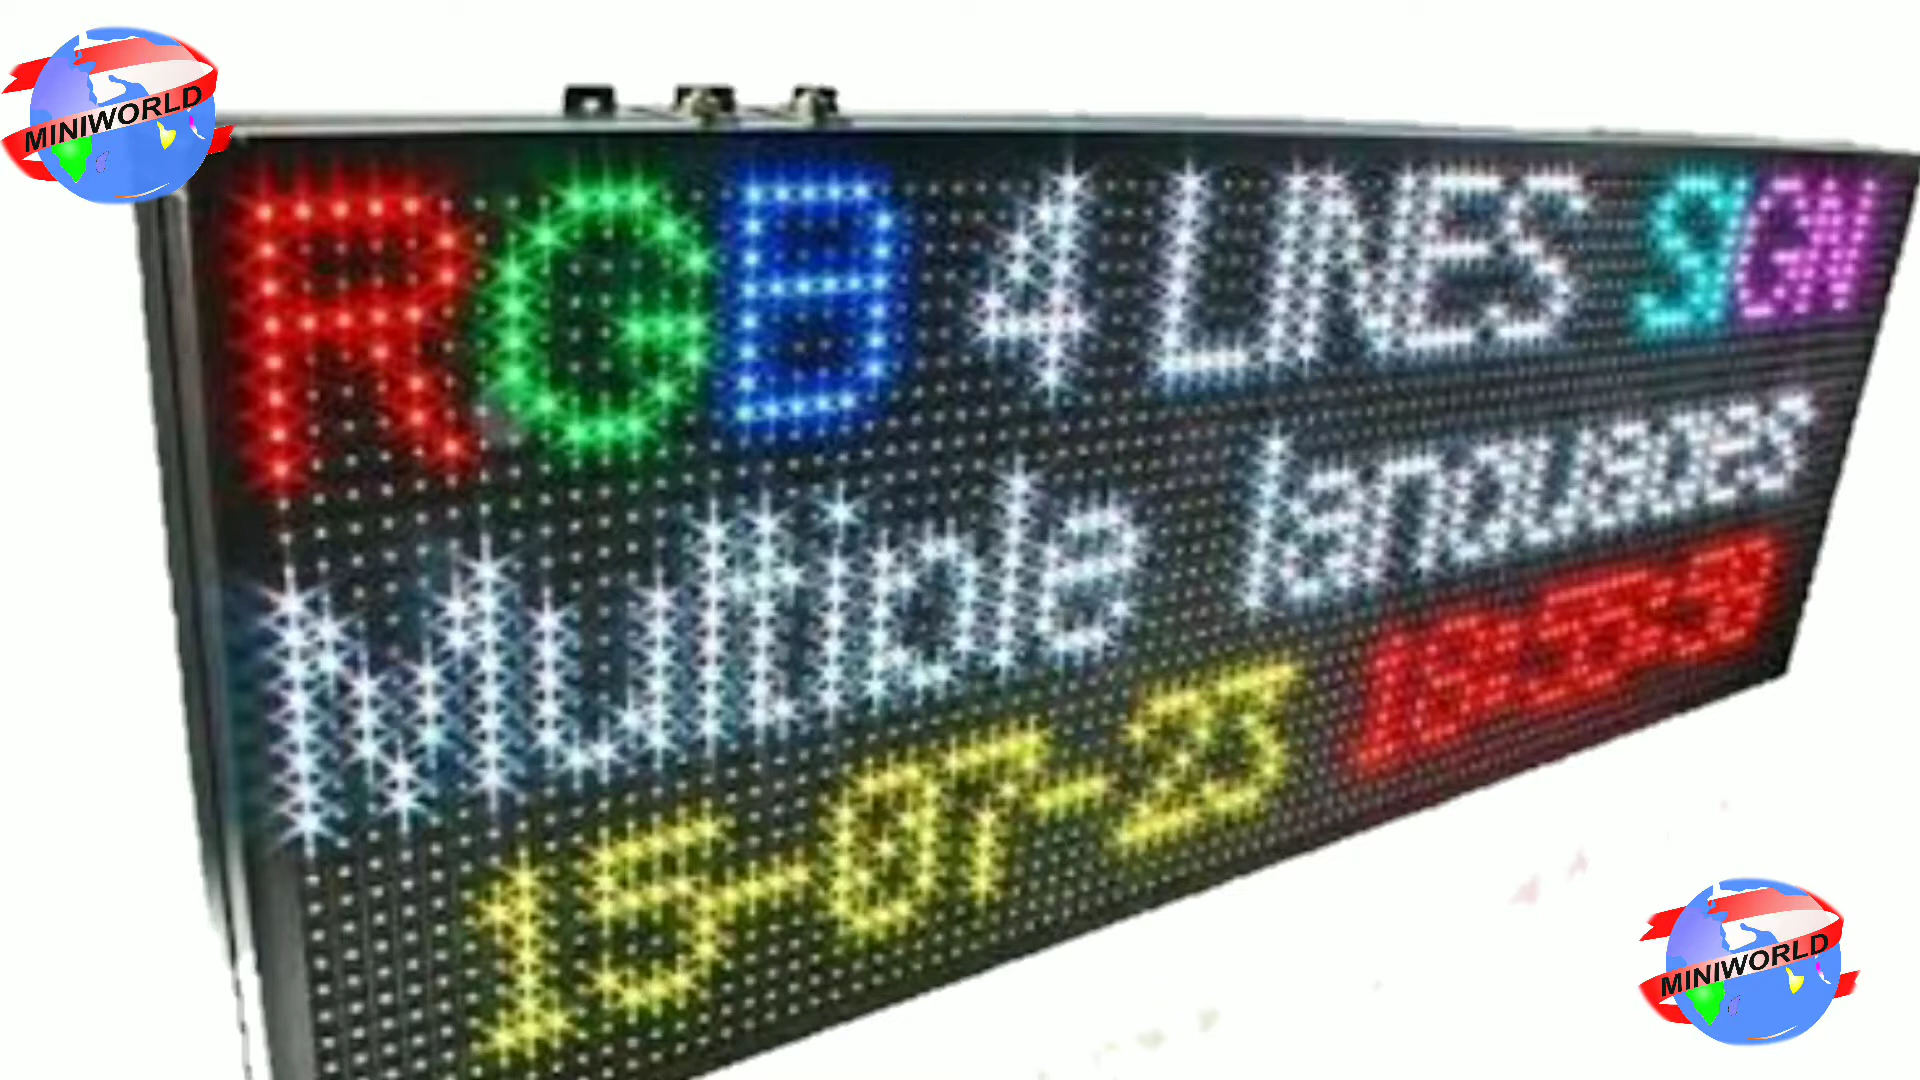 MINIWORLD
RGB 4 LINES SIGN
Multiple languages
15-07-23
MINIWORLD